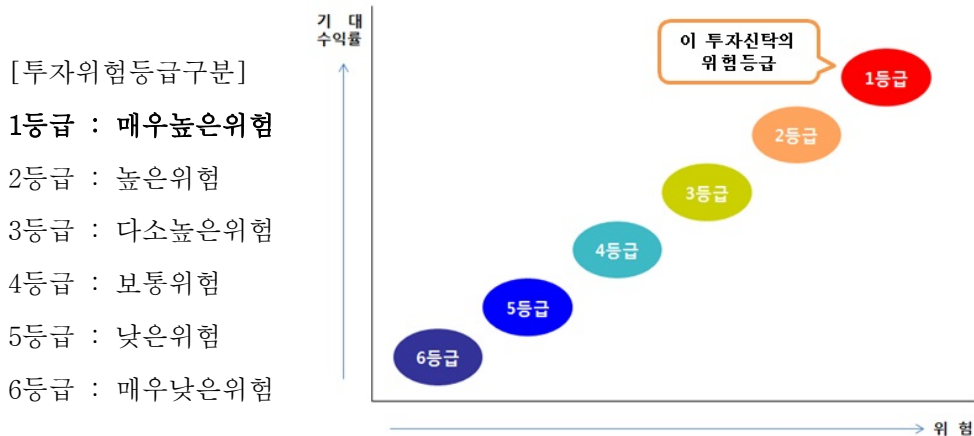 [투자위험등급구분]
1등급 : 매우높은위험
2등급 : 높은위험
3등급 : 다소높은위험
4등급 : 보통위험
5등급 : 낮은위험
6등급 : 매우낮은위험
기 대
수익률
이 투자신탁의
위험등급
1등급
2등급
3등급
4등급
5등급
6등급
위 험